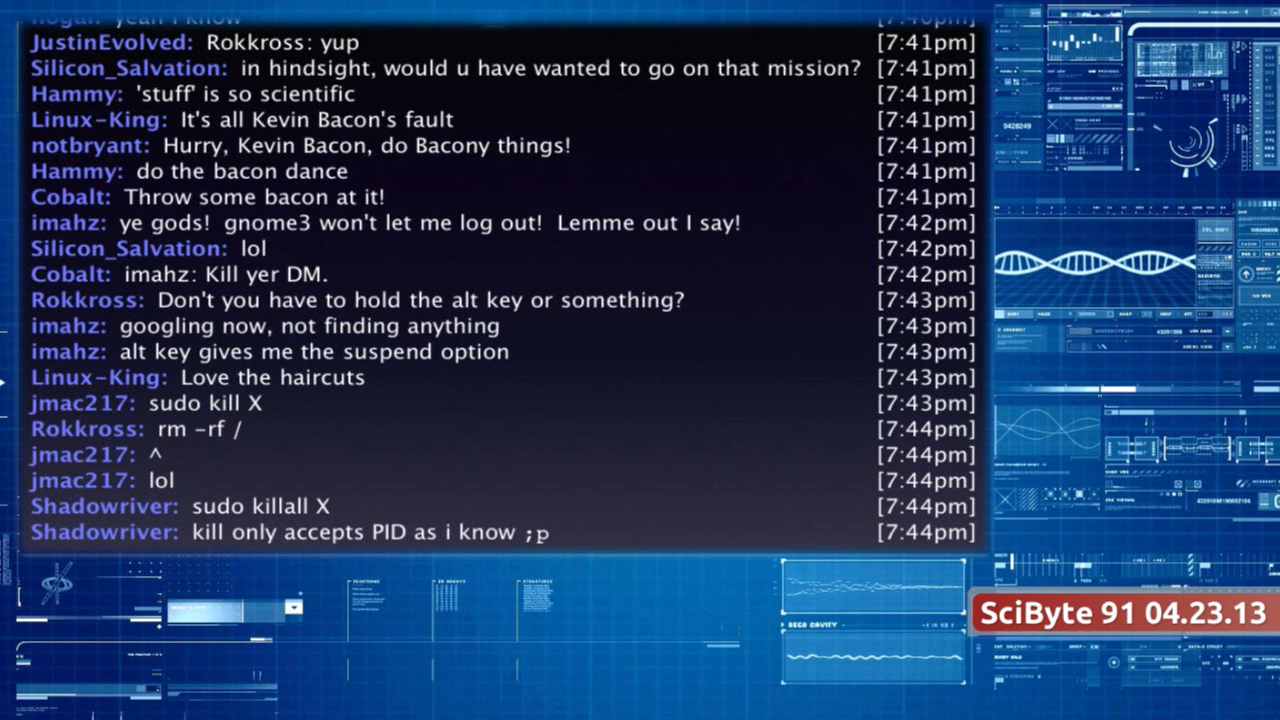 hogal: yeah i know [7:40pm]
JustinEvolved: Rokkross: yup [7:41pm]
Silicon_Salvation: in hindsight, would i have wanted to go on that mission? [7:41pm]
Hammy: 'stuff' is so scientific [7:41pm]
Linux-King: It's all Kevin Bacon's fault [7:41pm]
notbryant: Hurry, Kevin Bacon, do Bacony things! [7:41pm]
Hammy: do the bacon dance [7:41pm]
Cobalt: Throw some bacon at it! [7:41pm]
imahz: ye gods!  gnome3 won't let me log out!  Lemme out I say! [7:42pm]
Silicon_Salvation: lol [7:42pm]
Cobalt: imahz: Kill yer DM. [7:42pm]
Rokkross: Don't you have to hold the alt key or something? [7:43pm]
imahz: googling now, not finding anything [7:43pm]
imahz: alt key gives me the suspend option [7:43pm]
Linux-King: Love the haircuts [7:43pm]
jmac217: sudo kill X [7:43pm]
Rokkross: rm -rf / [7:44pm]
jmac217: ^ [7:44pm]
jmac217: lol [7:44pm]
Shadowriver: sudo killall X [7:44pm]
Shadowriver: kill only accepts PID as i know ;p [7:44pm]
SciByte 91 04.23.13